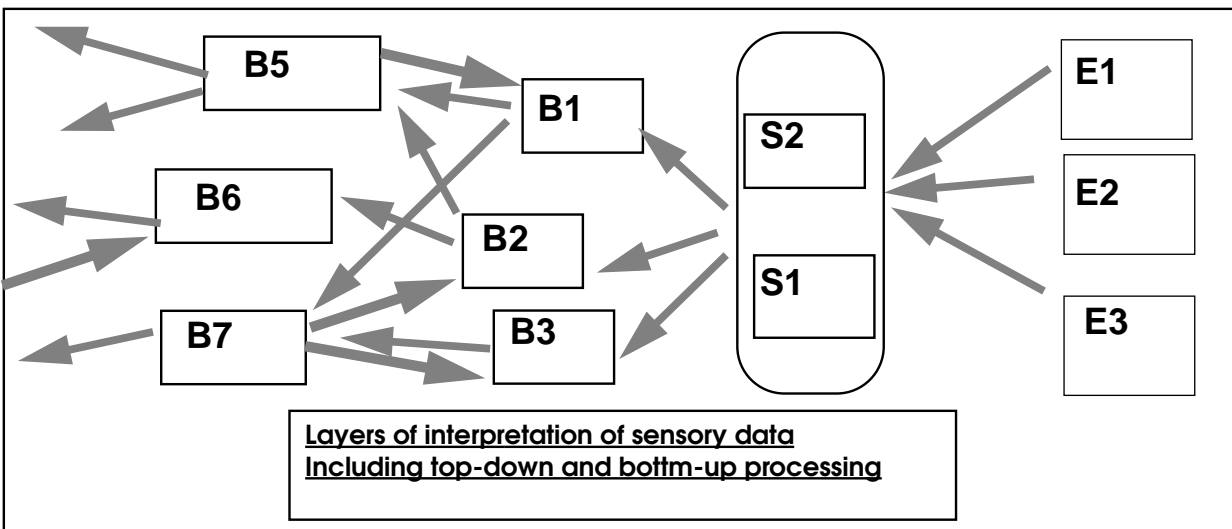 B5
B1
S2
E1
B6
B2
E2
S1
B7
B3
E3
Layers of interpretation of sensory data
Including top-down and bottm-up processing